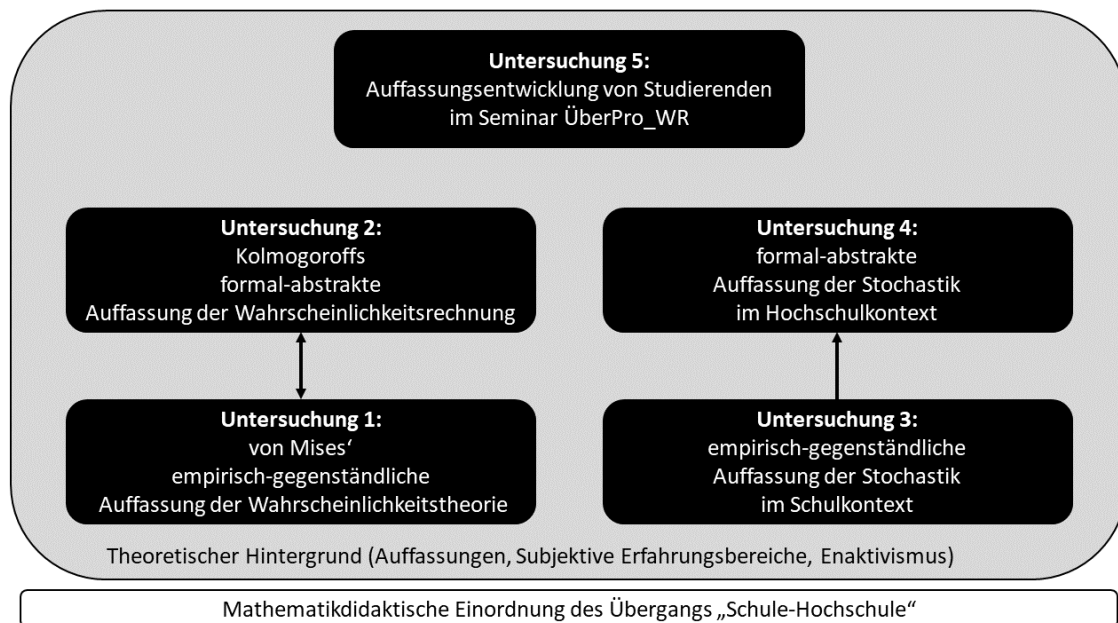 Untersuchung 5:
Auffassungsentwicklung von Studierenden
im Seminar ÜberPro_WR
Untersuchung 2:
Kolmogoroffs
formal-abstrakte
Auffassung der Wahrscheinlichkeitsrechnung
Untersuchung 4:
formal-abstrakte
Auffassung der Stochastik
im Hochschulkontext
Untersuchung 1:
von Mises‘
empirisch-gegenständliche
Auffassung der Wahrscheinlichkeitstheorie
Untersuchung 3:
empirisch-gegenständliche
Auffassung der Stochastik
im Schulkontext
Theoretischer Hintergrund (Auffassungen, Subjektive Erfahrungsbereiche, Enaktivismus)
Mathematikdidaktische Einordnung des Übergangs „Schule-Hochschule“